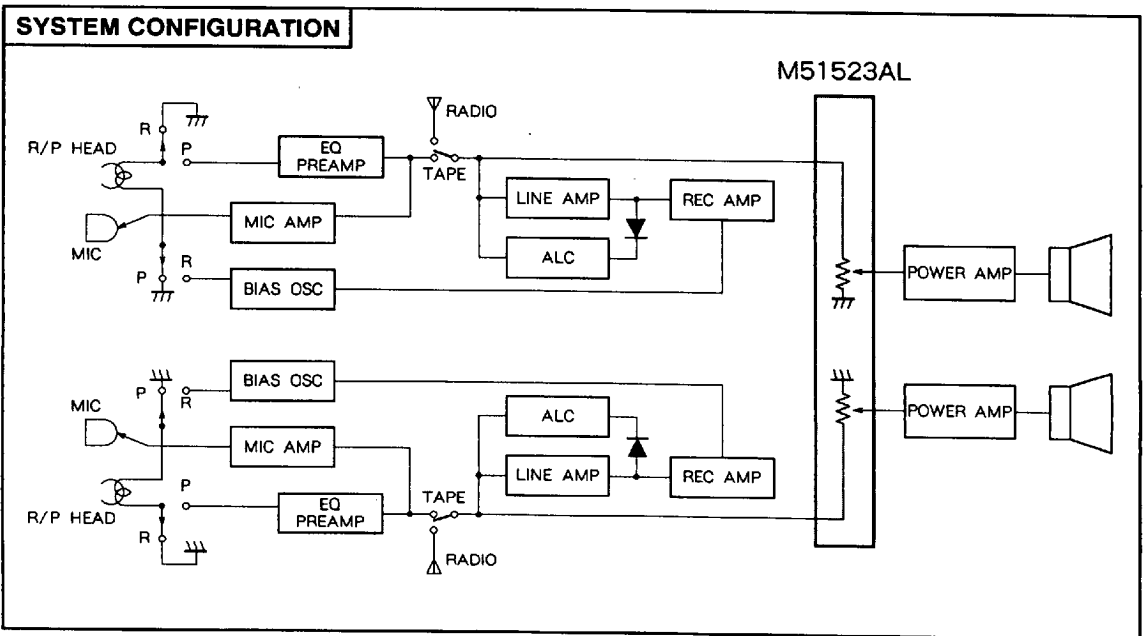 SYSTEM CONFIGURATION
M51523AL
RADIO
R
R/P HEAD
P
EQ
PREAMP
TAPE
LINE AMP
REC AMP
MIC AMP
MIC
ALC
R
P
BIAS OSC
POWER AMP
BIAS OSC
P
R
MIC
ALC
POWER AMP
MIC AMP
LINE AMP
REC AMP
P
TAPE
EQ
PREAMP
R/P HEAD
R
RADIO